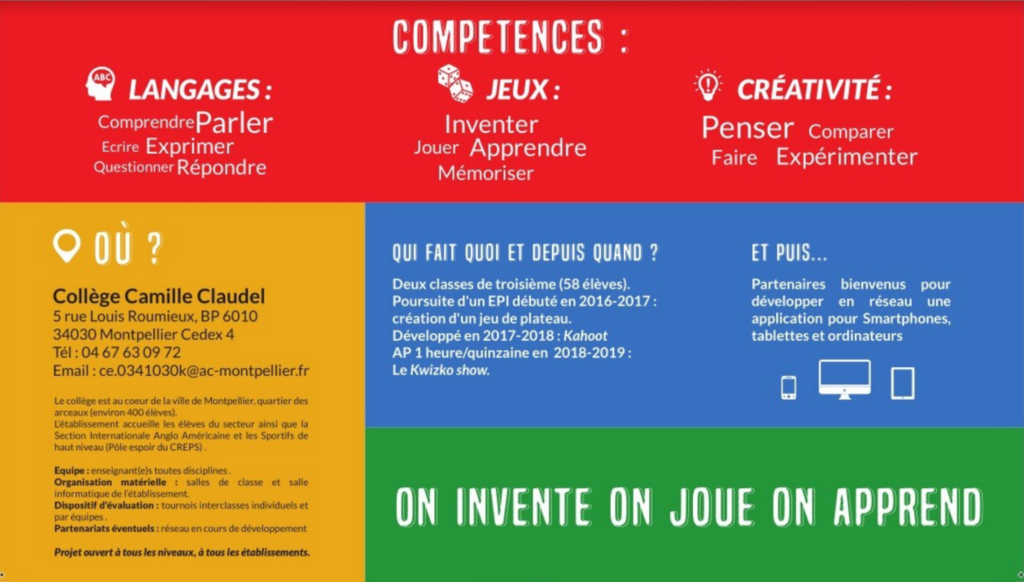 COMPETENCES :
ABC
LANGAGES :
Comprendre Parler
Ecrire Exprimer
Questionner Répondre
JEUX :
Inventer
Jouer Apprendre
Mémoriser
CRÉATIVITÉ :
Penser Comparer
Faire Expérimenter
OÙ ?
Collège Camille Claudel
5 rue Louis Roumieux, BP 6010
34030 Montpellier Cedex 4
Tél : 04 67 63 09 72
Email : ce.0341030k@ac-montpellier.fr
Le collège est au coeur de la ville de Montpellier, quartier des
arceaux (environ 400 élèves).
L'établissement accueille les élèves du secteur ainsi que la
Section Internationale Anglo Américaine et les Sportifs de
haut niveau (Pôle espoir du CREPS) .
Equipe : enseignant(e)s toutes disciplines .
Organisation matérielle : salles de classe et salle
informatique de l'établissement.
Dispositif d'évaluation : tournois interclasses individuels et
par équipes .
Partenariats éventuels : réseau en cours de développement
Projet ouvert à tous les niveaux, à tous les établissements.
QUI FAIT QUOI ET DEPUIS QUAND ?
Deux classes de troisième (58 élèves).
Poursuite d'un EPI débuté en 2016-2017 :
création d'un jeu de plateau.
Développé en 2017-2018 : Kahoot
AP 1 heure/quinzaine en 2018-2019 :
Le Kwizko show.
ET PUIS...
Partenaires bienvenus pour
développer en réseau une
application pour Smartphones,
tablettes et ordinateurs
ON INVENTE ON JOUE ON APPREND